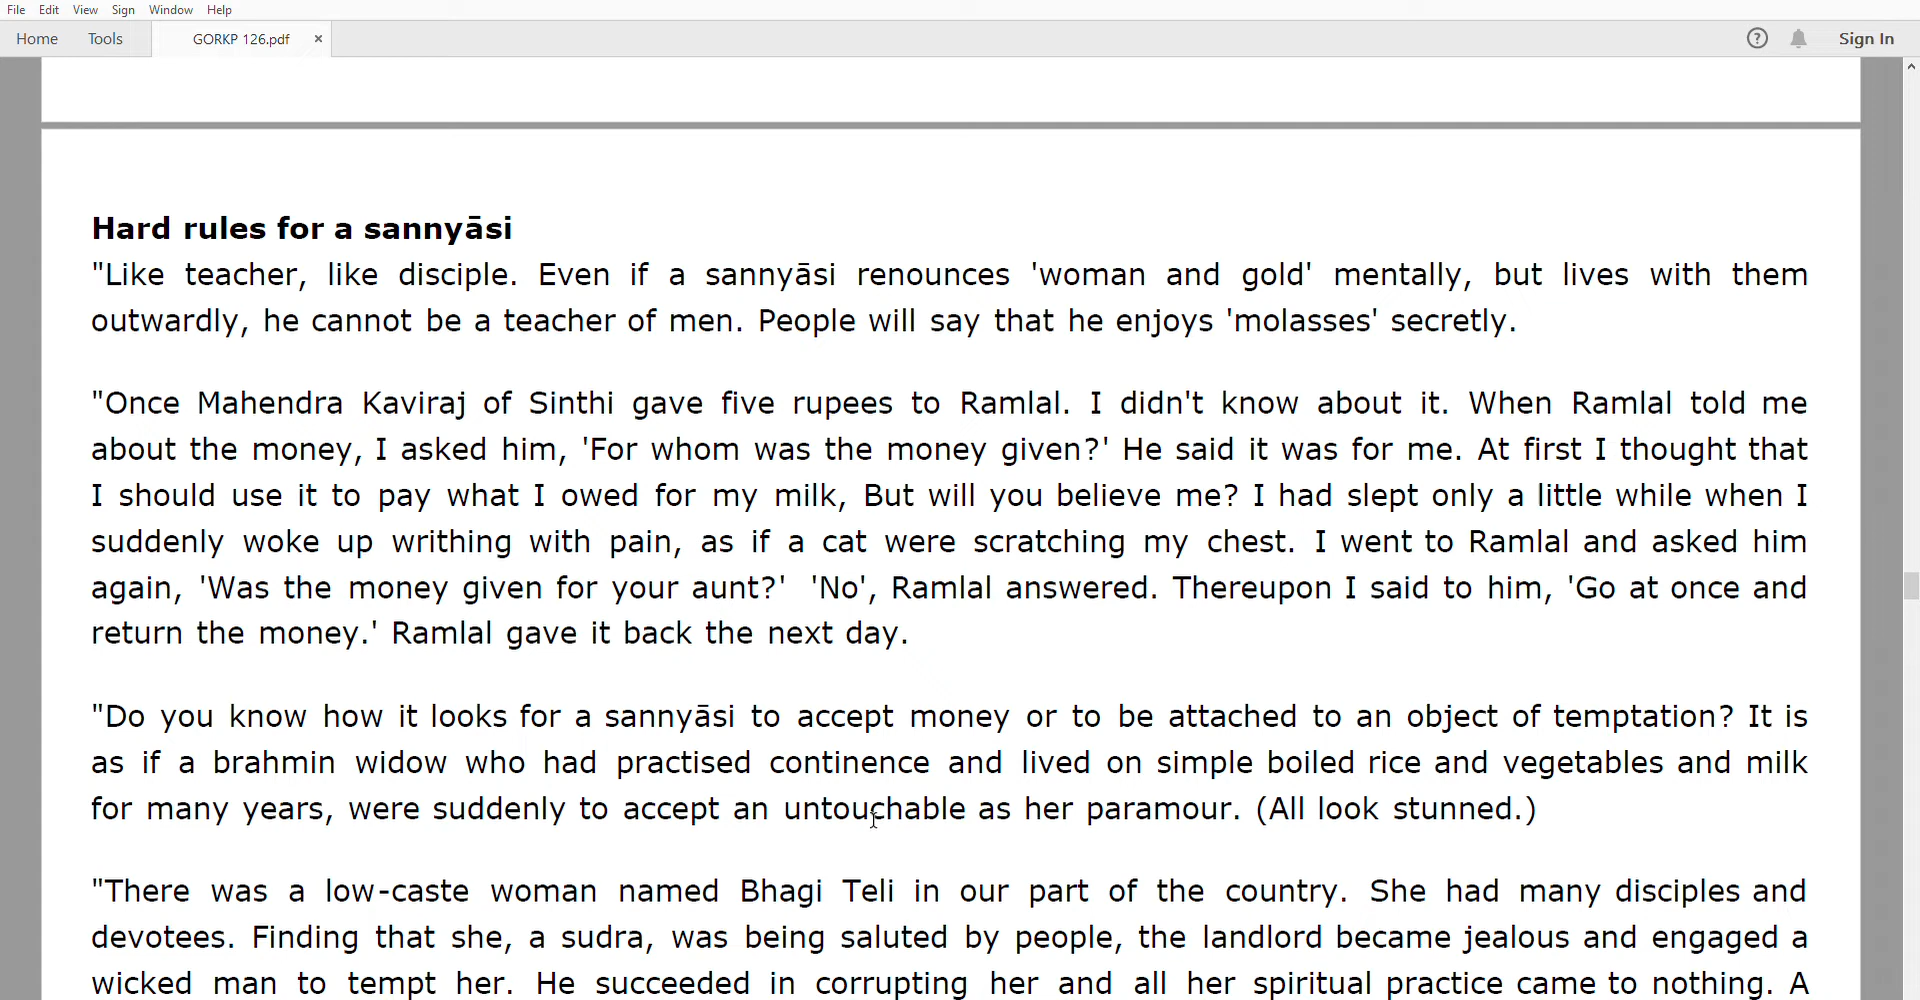 File Edit View Sign Window Help
Home Tools GORKP 126.pdf × ? Sign In
Hard rules for a sannyāsi
"Like teacher, like disciple. Even if a sannyāsi renounces 'woman and gold' mentally, but lives with them
outwardly, he cannot be a teacher of men. People will say that he enjoys 'molasses' secretly.
"Once Mahendra Kaviraj of Sinthi gave five rupees to Ramlal. I didn't know about it. When Ramlal told me
about the money, I asked him, 'For whom was the money given?' He said it was for me. At first I thought that
I should use it to pay what I owed for my milk, But will you believe me? I had slept only a little while when I
suddenly woke up writhing with pain, as if a cat were scratching my chest. I went to Ramlal and asked him
again, 'Was the money given for your aunt?' 'No', Ramlal answered. Thereupon I said to him, 'Go at once and
return the money.' Ramlal gave it back the next day.
"Do you know how it looks for a sannyāsi to accept money or to be attached to an object of temptation? It is
as if a brahmin widow who had practised continence and lived on simple boiled rice and vegetables and milk
for many years, were suddenly to accept an untouchable as her paramour. (All look stunned.)
"There was a low-caste woman named Bhagi Teli in our part of the country. She had many disciples and
devotees. Finding that she, a sudra, was being saluted by people, the landlord became jealous and engaged a
wicked man to tempt her. He succeeded in corrupting her and all her spiritual practice came to nothing. A